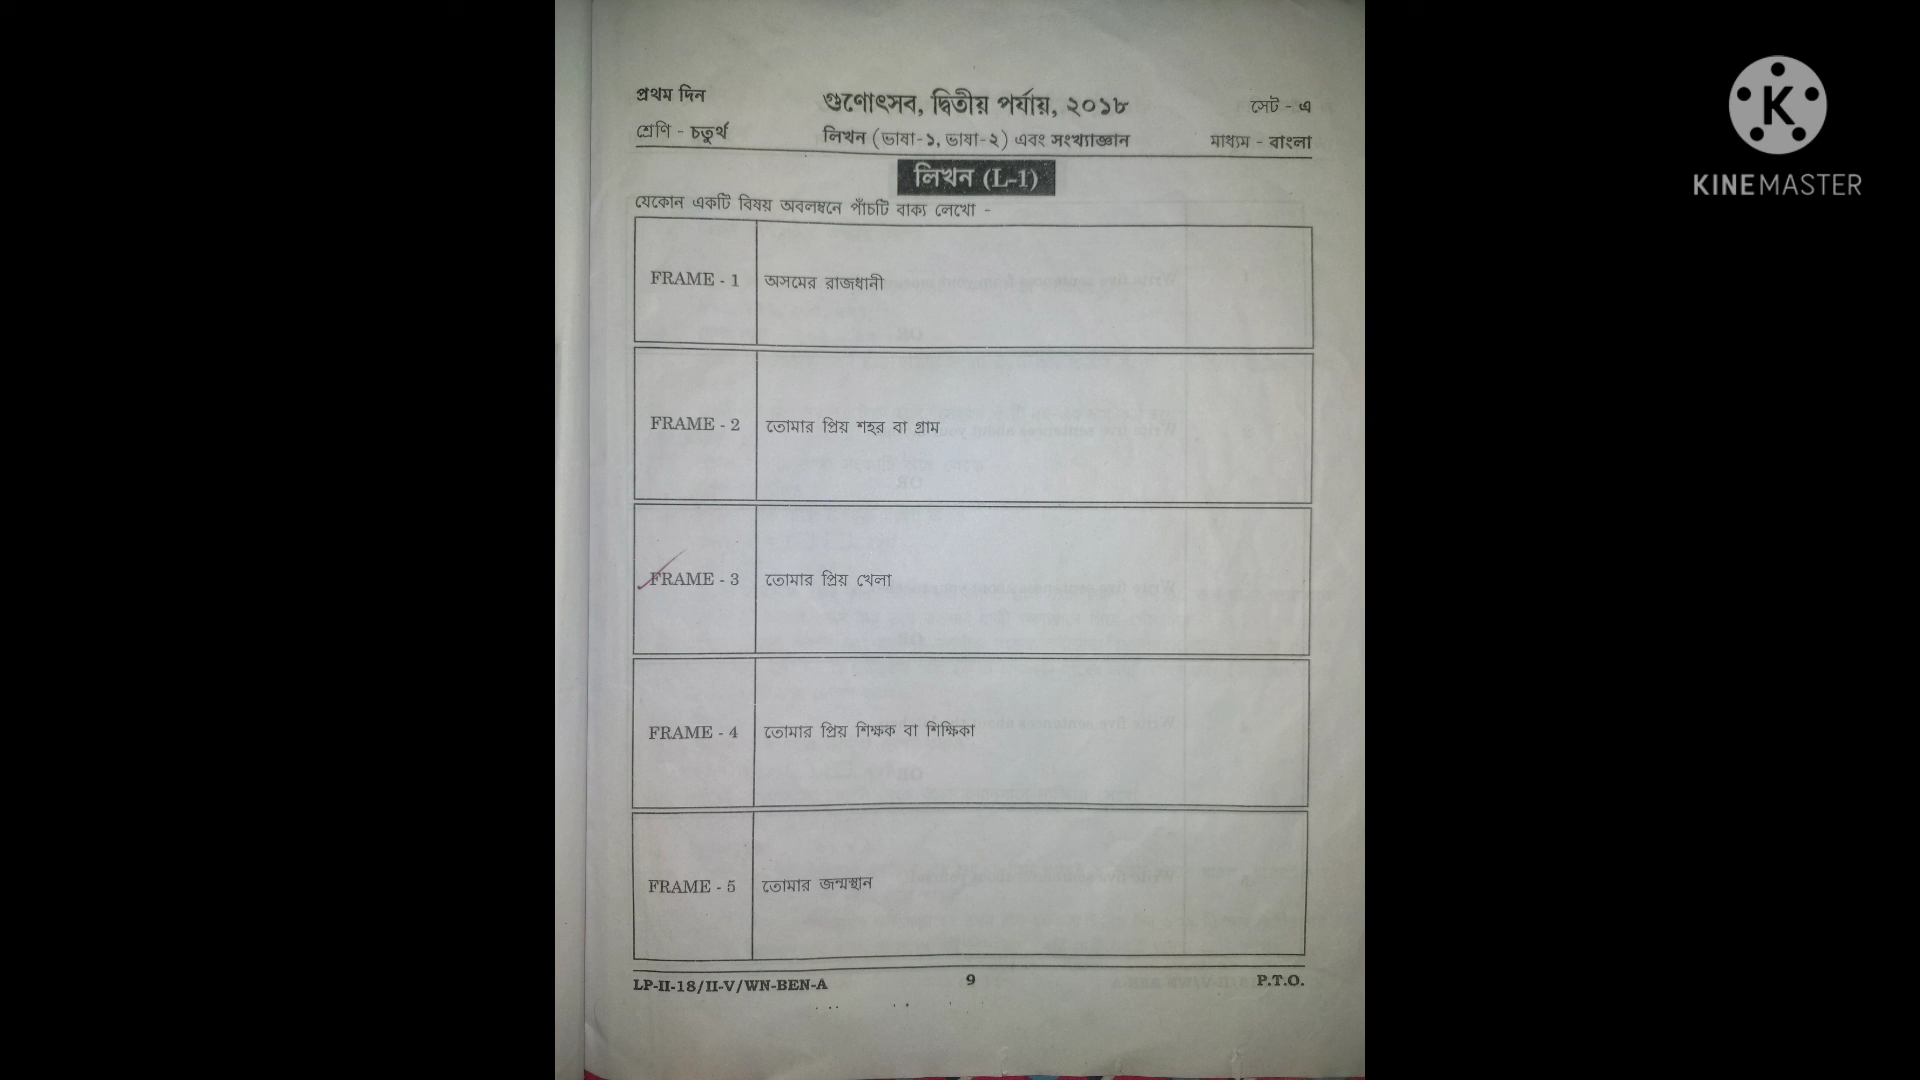 প্রথম দিন
গুণোৎসব, দ্বিতীয় পর্যায়, ২০১৮
সেট - এ
শ্রেণি - চতুর্থ
লিখন (ভাষা-১, ভাষা-২) এবং সংখ্যাজ্ঞান
মাধ্যম - বাংলা
লিখন (L-1)
যেকোন একটি বিষয় অবলম্বনে পাঁচটি বাক্য লেখো -
FRAME - 1 অসমের রাজধানী
FRAME - 2 তোমার প্রিয় শহর বা গ্রাম
FRAME - 3 তোমার প্রিয় খেলা
FRAME - 4 তোমার প্রিয় শিক্ষক বা শিক্ষিকা
FRAME - 5 তোমার জন্মস্থান
LP-II-18/II-V/WN-BEN-A
9
P.T.O.
K
KINEMASTER